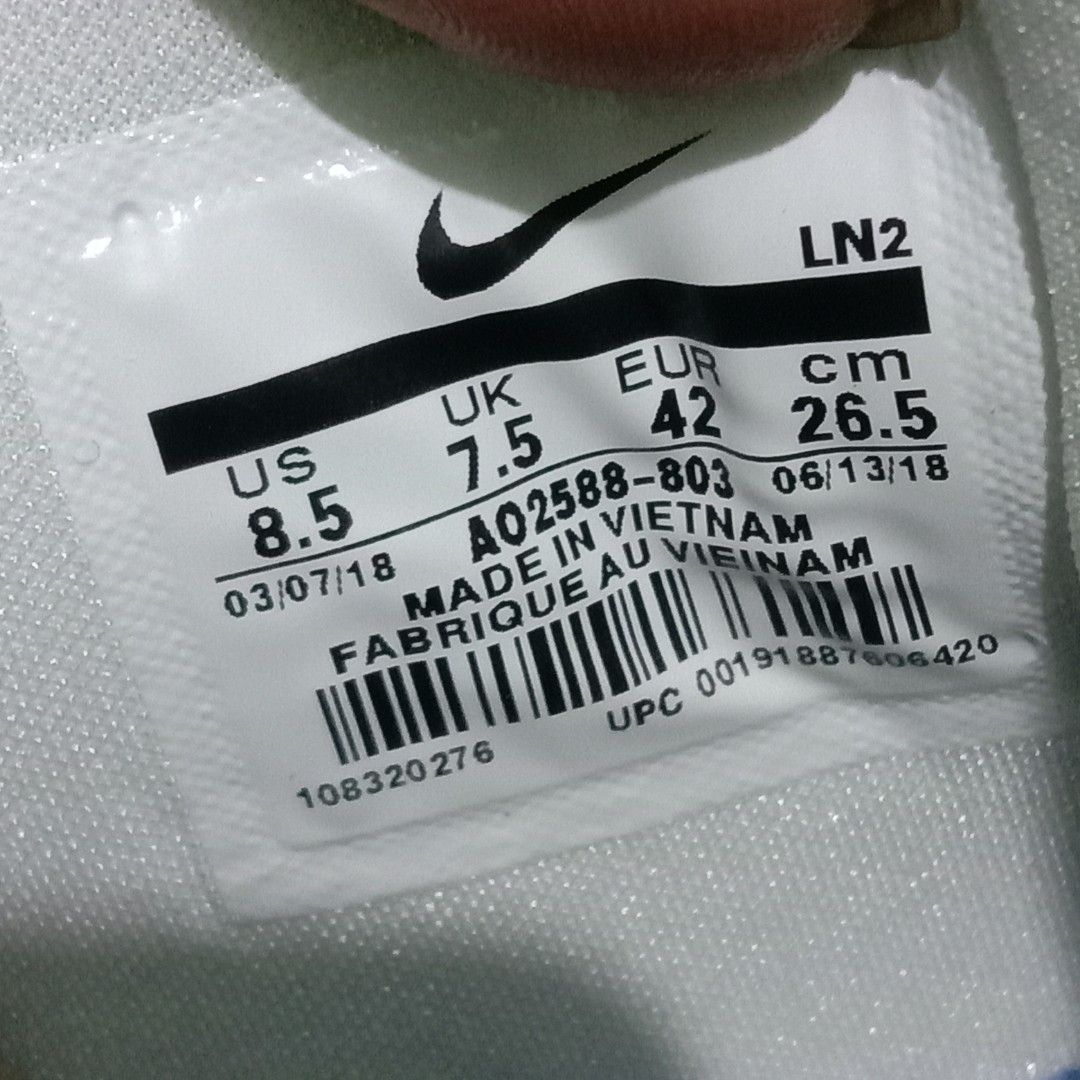 LN2
US UK EUR cm
8.5 7.5 42 26.5
03/07/18 AO2588-803 06/13/18
MADE IN VIETNAM
FABRIQUE AU VIETNAM
108320276 UPC 00191887606420